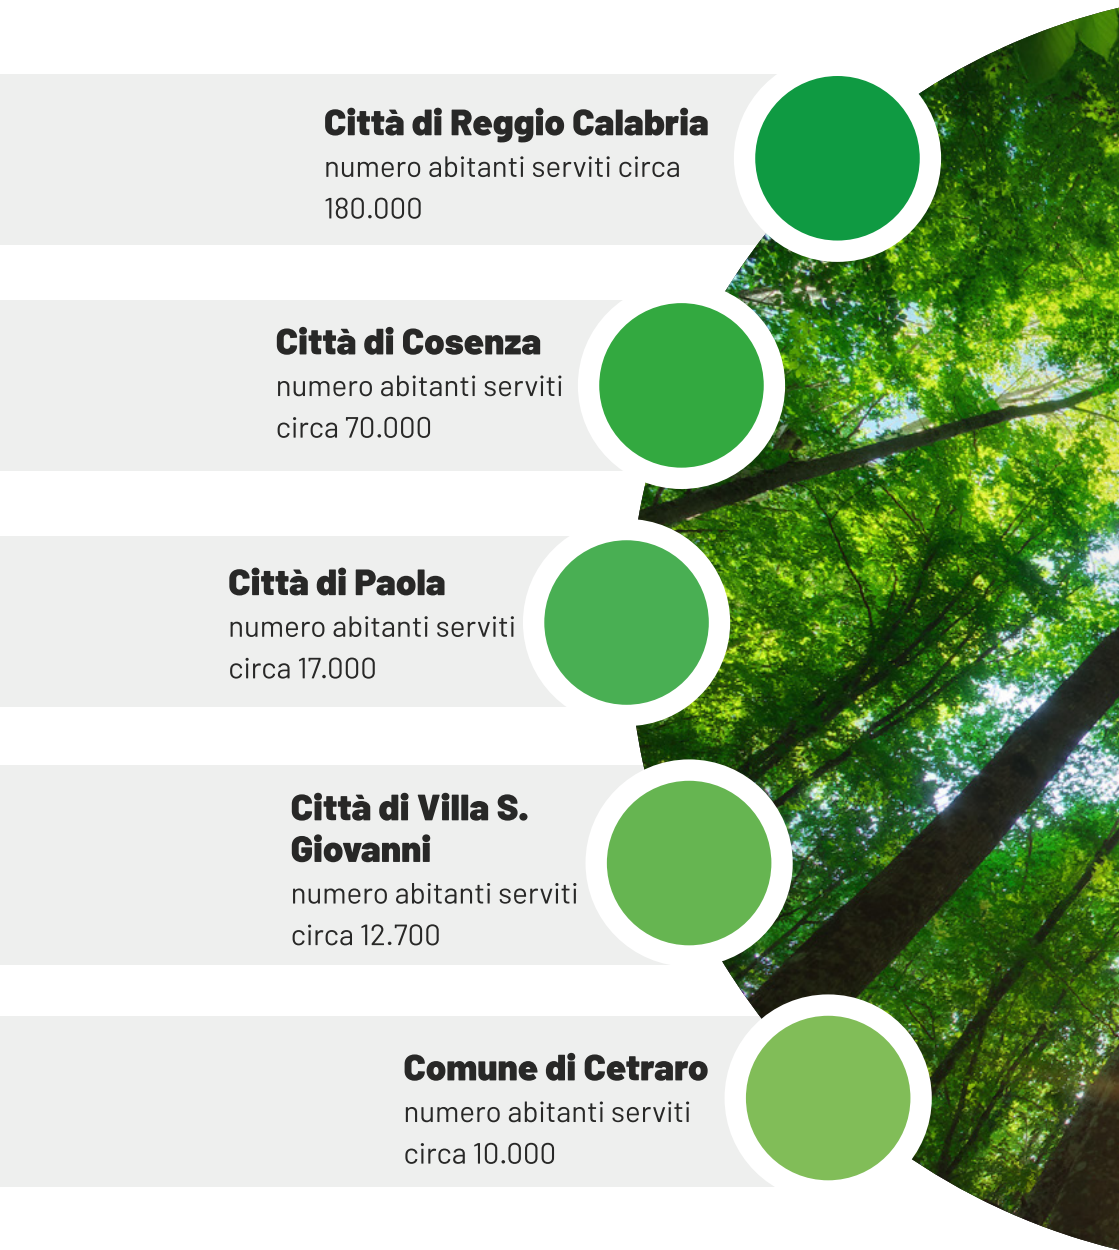 Città di Reggio Calabria
numero abitanti serviti circa
180.000
Città di Cosenza
numero abitanti serviti
circa 70.000
Città di Paola
numero abitanti serviti
circa 17.000
Città di Villa S.
Giovanni
numero abitanti serviti
circa 12.700
Comune di Cetraro
numero abitanti serviti
circa 10.000